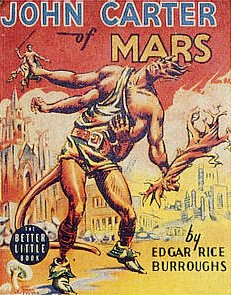 JOHN CARTER
of
MARS
THE
BETTER
LITTLE
BOOK
by
EDGAR RICE
BURROUGHS